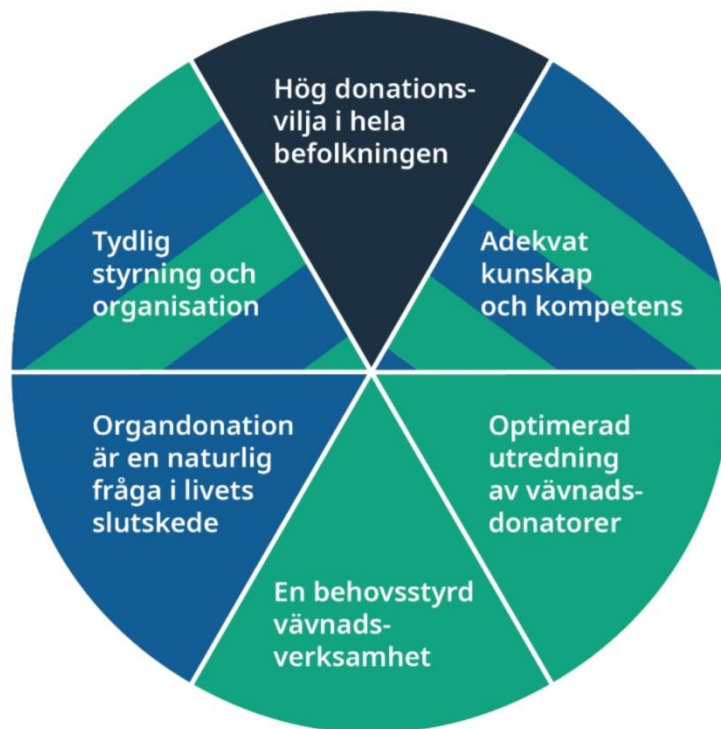 Hög donations-
vilja i hela
befolkningen
Tydlig
styrning och
organisation
Adekvat
kunskap
och kompetens
Organdonation
är en naturlig
fråga i livets
slutskede
Optimerad
utredning
av vävnads-
donatorer
En behovsstyrd
vävnads-
verksamhet